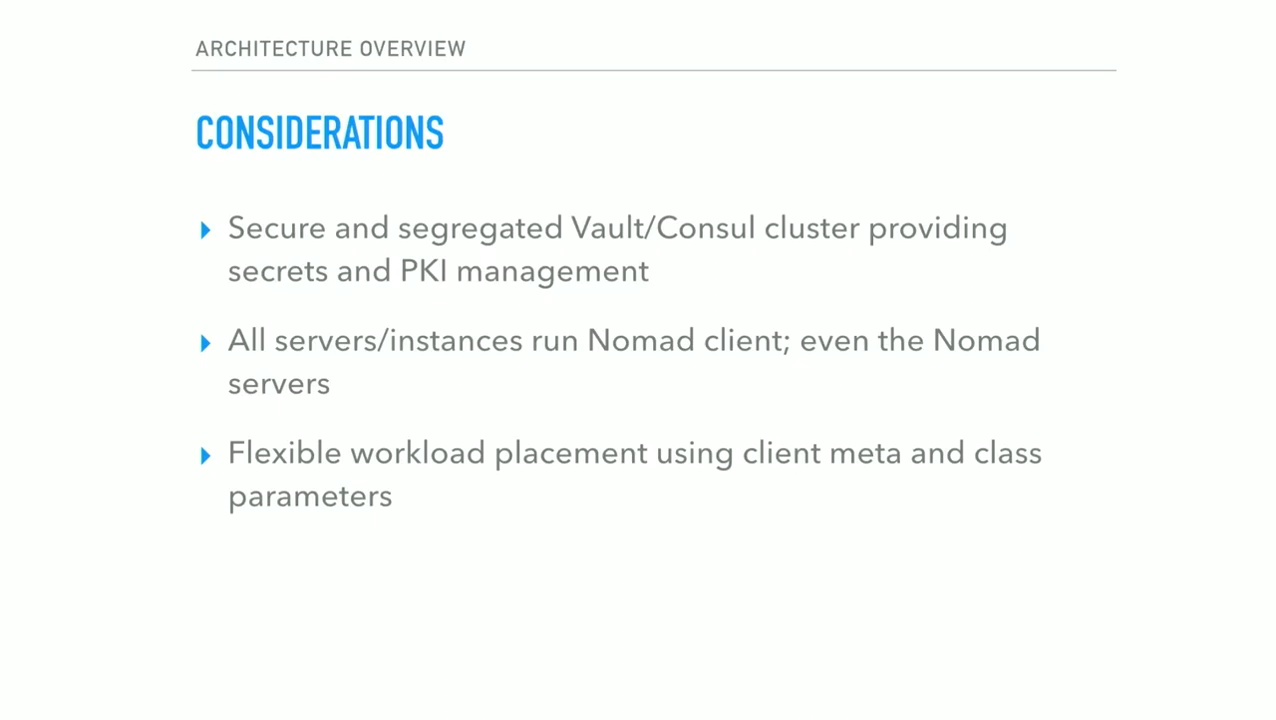 ARCHITECTURE OVERVIEW
CONSIDERATIONS
Secure and segregated Vault/Consul cluster providing
secrets and PKI management
All servers/instances run Nomad client; even the Nomad
servers
Flexible workload placement using client meta and class
parameters